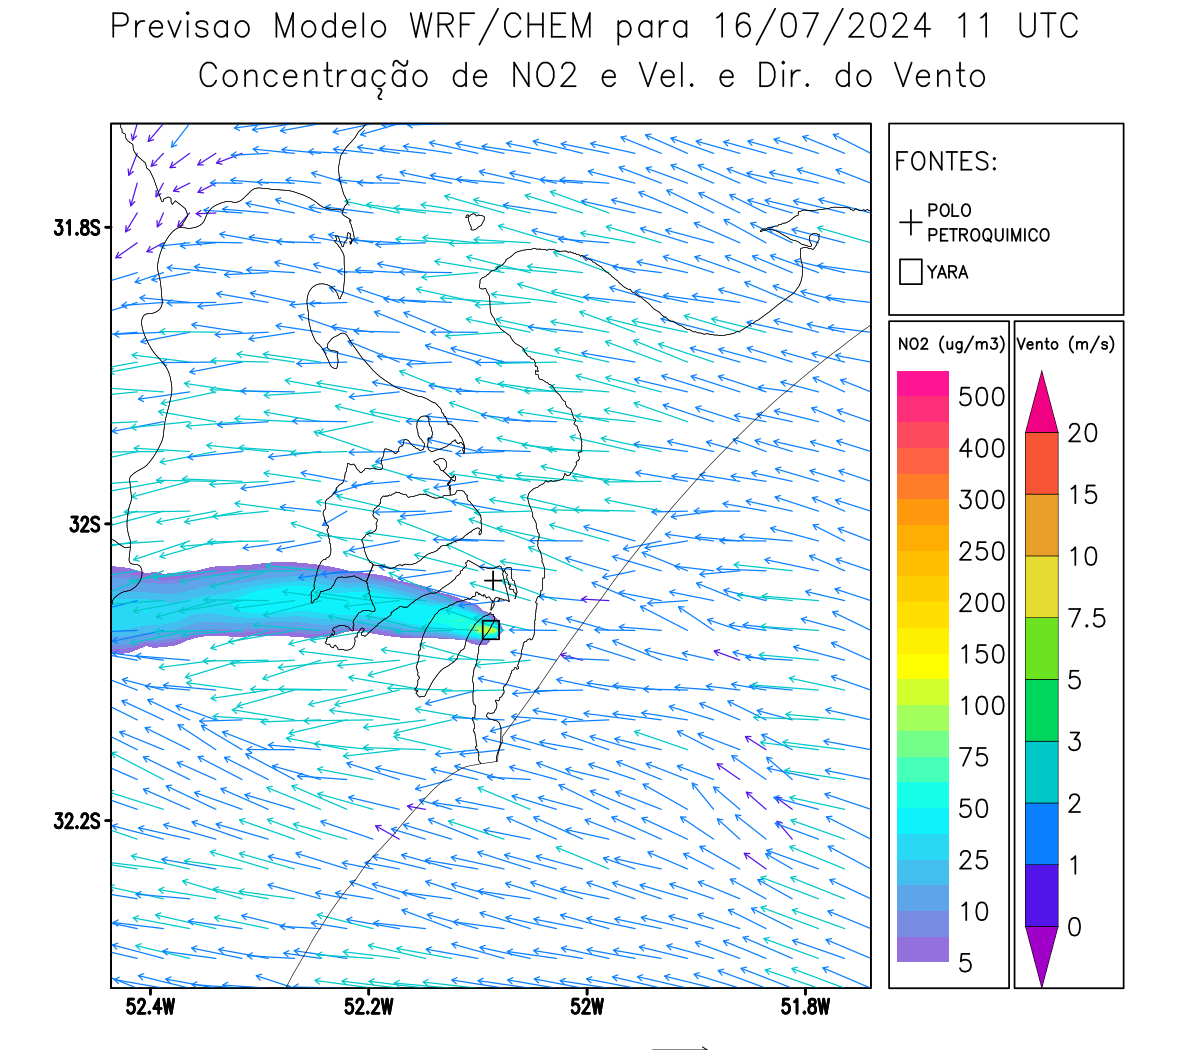 Previsao Modelo WRF/CHEM para 16/07/2024 11 UTC
Concentração de NO2 e Vel. e Dir. do Vento
FONTES:
POLO
PETROQUIMICO
YARA
NO2 (ug/m3)
500
400
300
250
200
150
100
75
50
25
10
5
Vento (m/s)
20
15
10
7.5
5
3
2
1
0
31.8S
32S
32.2S
52.4W 52.2W 52W 51.8W